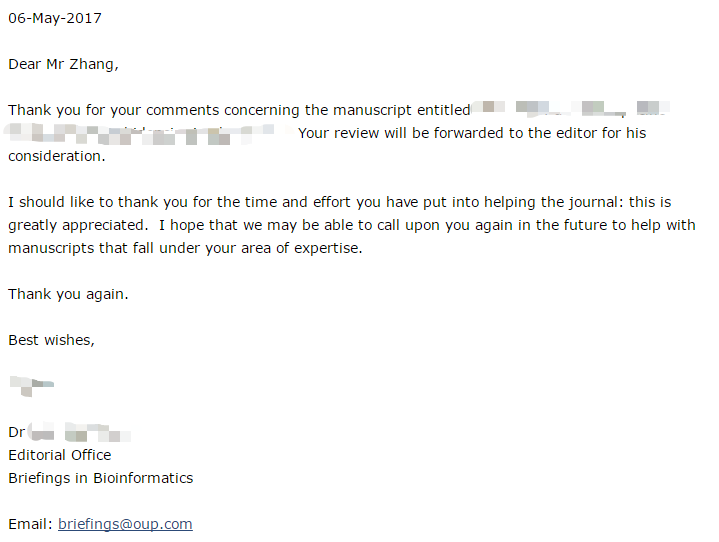 06-May-2017
Dear Mr Zhang,
Thank you for your comments concerning the manuscript entitled
Your review will be forwarded to the editor for his
consideration.
I should like to thank you for the time and effort you have put into helping the journal: this is
greatly appreciated.  I hope that we may be able to call upon you again in the future to help with
manuscripts that fall under your area of expertise.
Thank you again.
Best wishes,
Dr
Editorial Office
Briefings in Bioinformatics
Email: briefings@oup.com